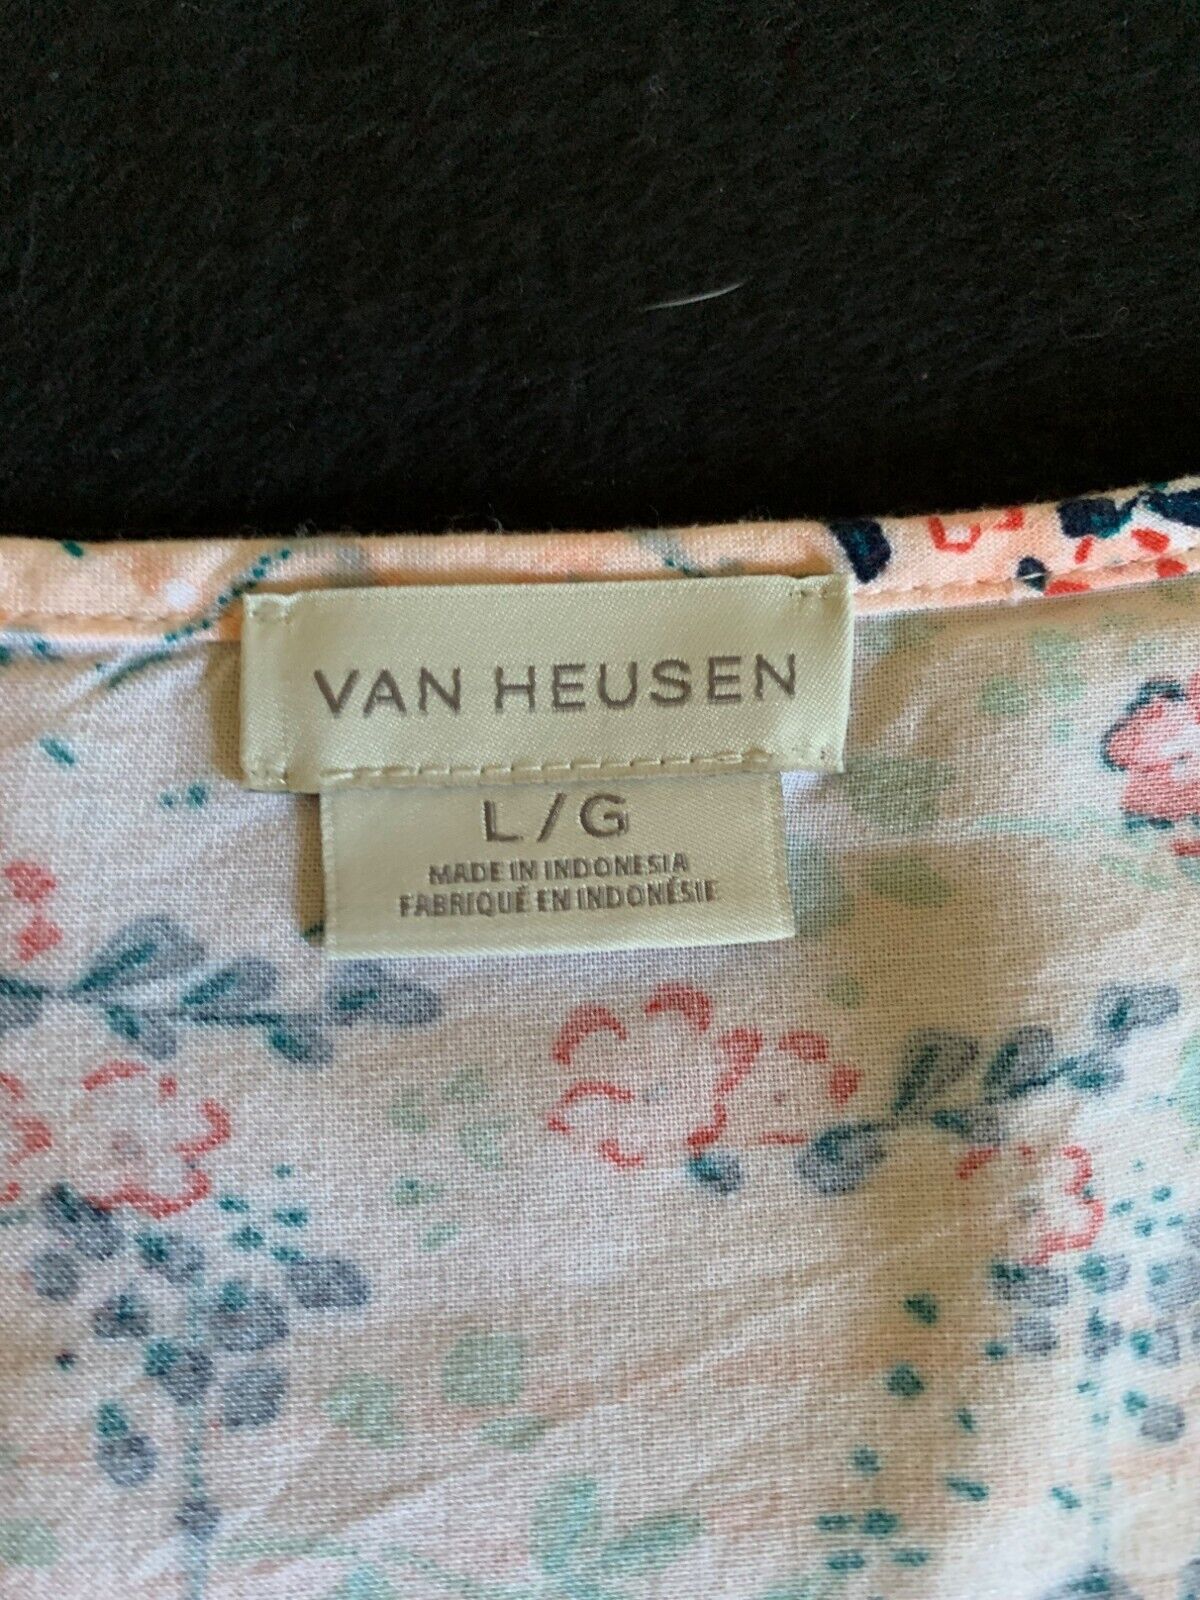 VAN HEUSEN
L/G
MADE IN INDONESIA
FABRIQUÉ EN INDONÉSIE